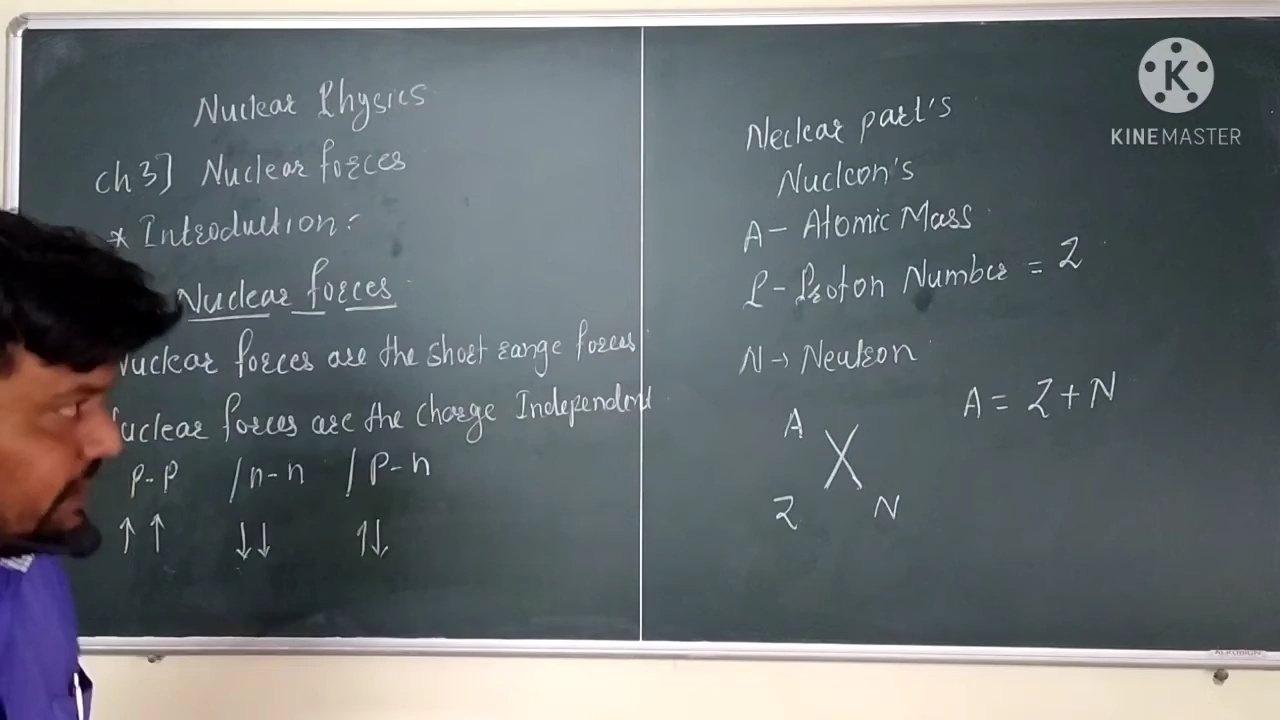 Nuclear Physics
ch 3] Nuclear forces
* Introduction:
Nuclear forces
Nuclear forces are the short range forces
Nuclear forces are the charge Independent
P-P /n-n /P-n
↑ ↑ ↓↓ ↑↓
Neclear part's
Nucleon's
A - Atomic Mass
P - Proton Number = Z
N → Neutron
A = Z + N
A
X
Z N
K
KINEMASTER